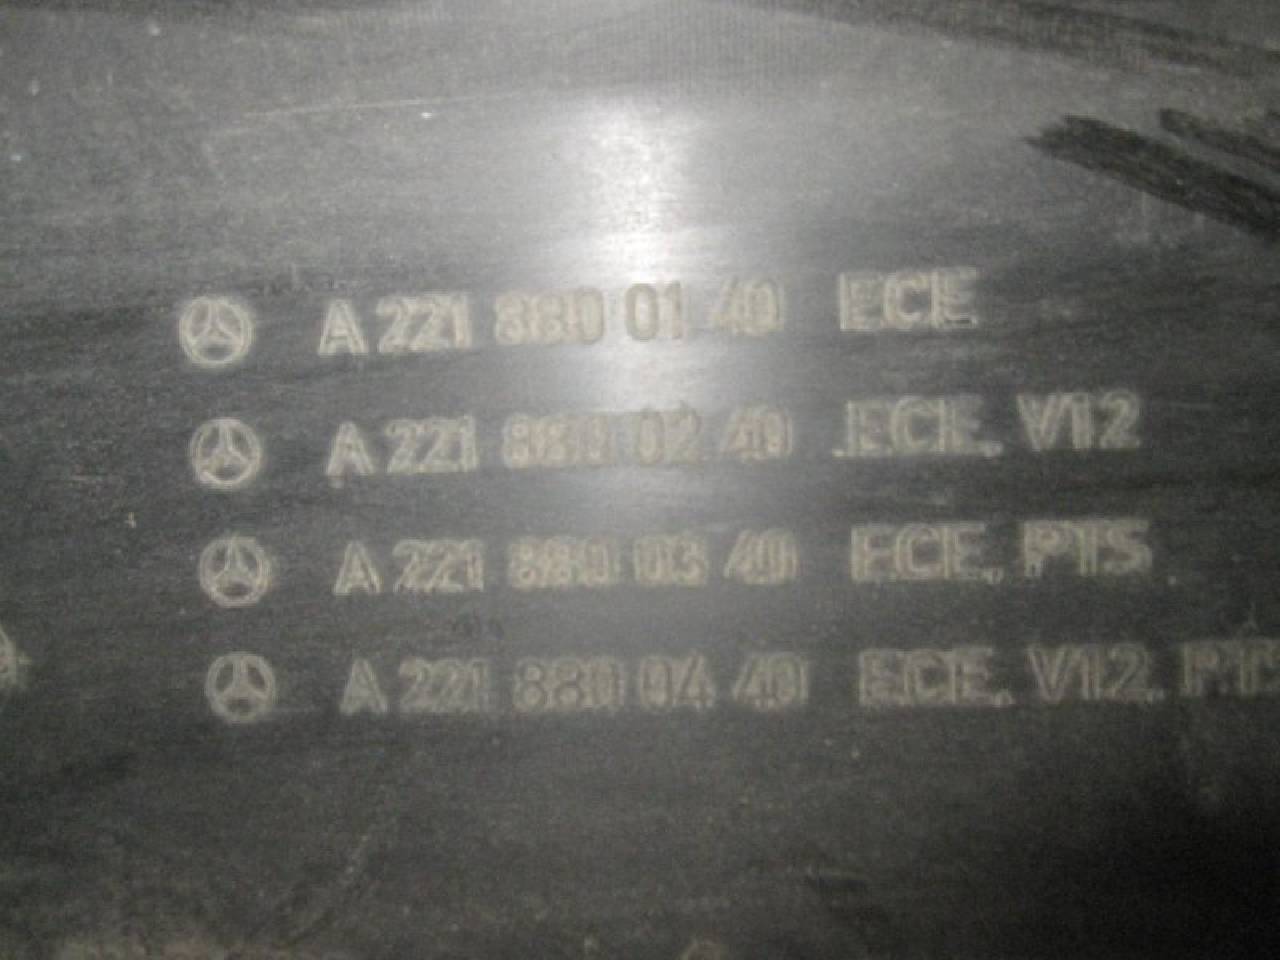 A 221 880 01 40 ECE
A 221 880 02 40 ECE, V12
A 221 880 03 40 ECE, PTS
A 221 880 04 40 ECE, V12, PTS